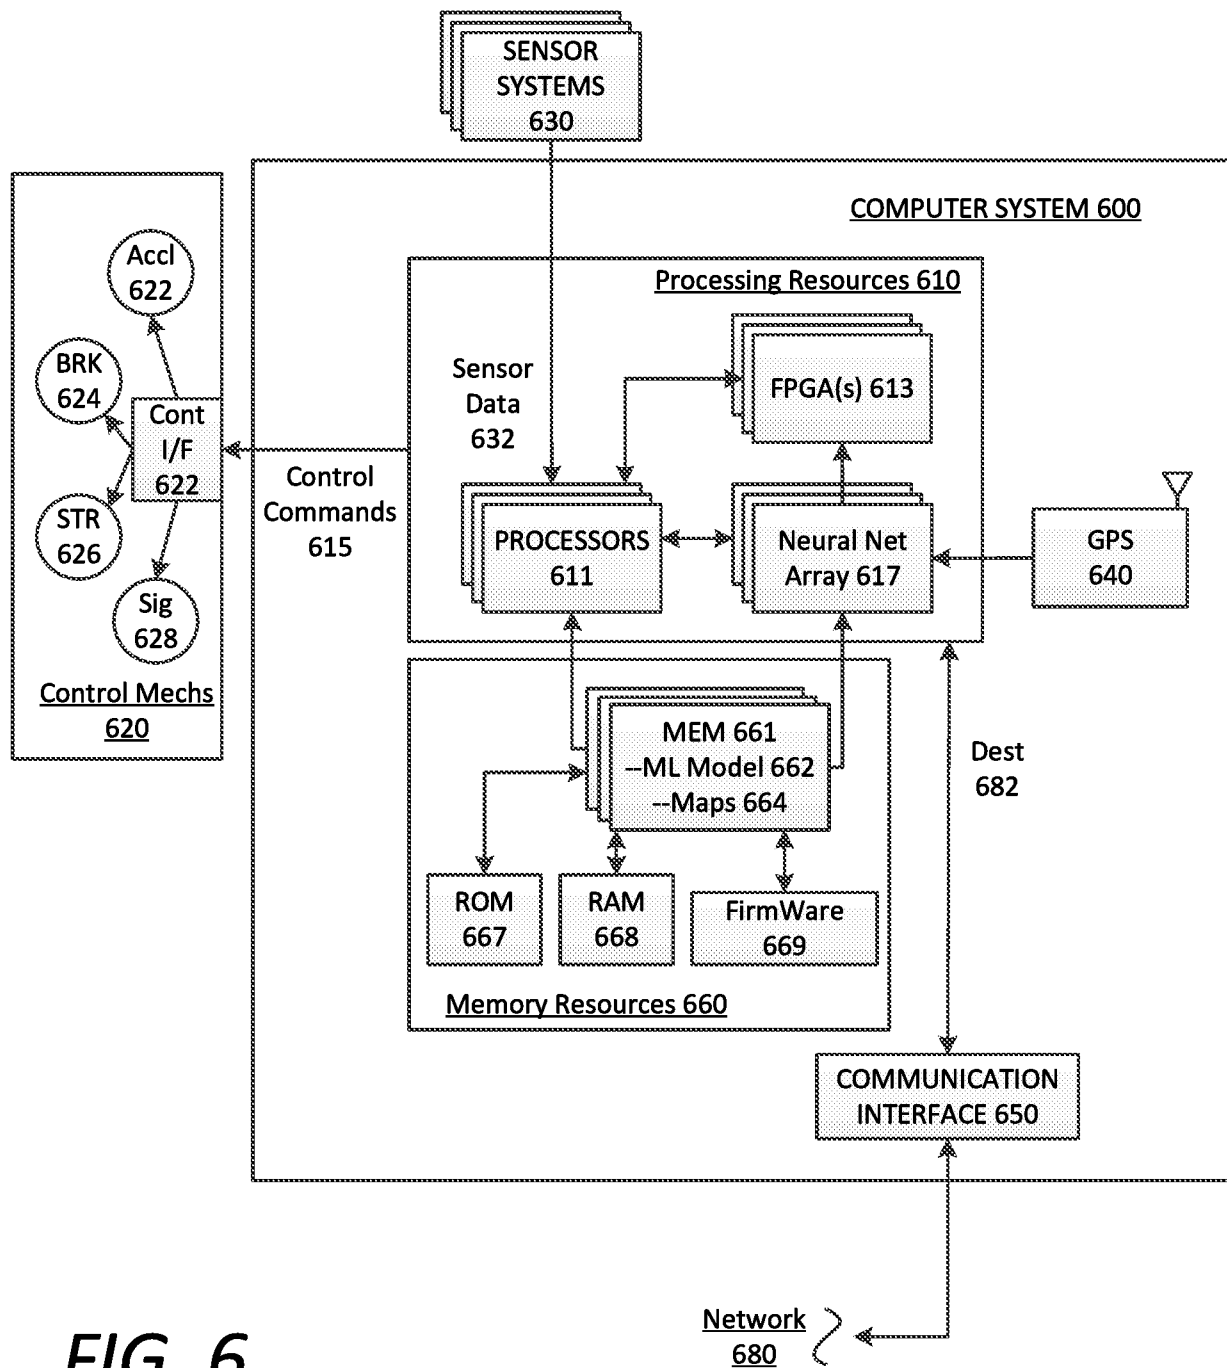 SENSOR
SYSTEMS
630
COMPUTER SYSTEM 600
Accl
622
BRK
624
Cont
I/F
622
STR
626
Sig
628
Control Mechs
620
Control
Commands
615
Processing Resources 610
Sensor
Data
632
FPGA(s) 613
PROCESSORS
611
Neural Net
Array 617
GPS
640
MEM 661
--ML Model 662
--Maps 664
ROM
667
RAM
668
FirmWare
669
Memory Resources 660
Dest
682
COMMUNICATION
INTERFACE 650
Network
680
FIG. 6